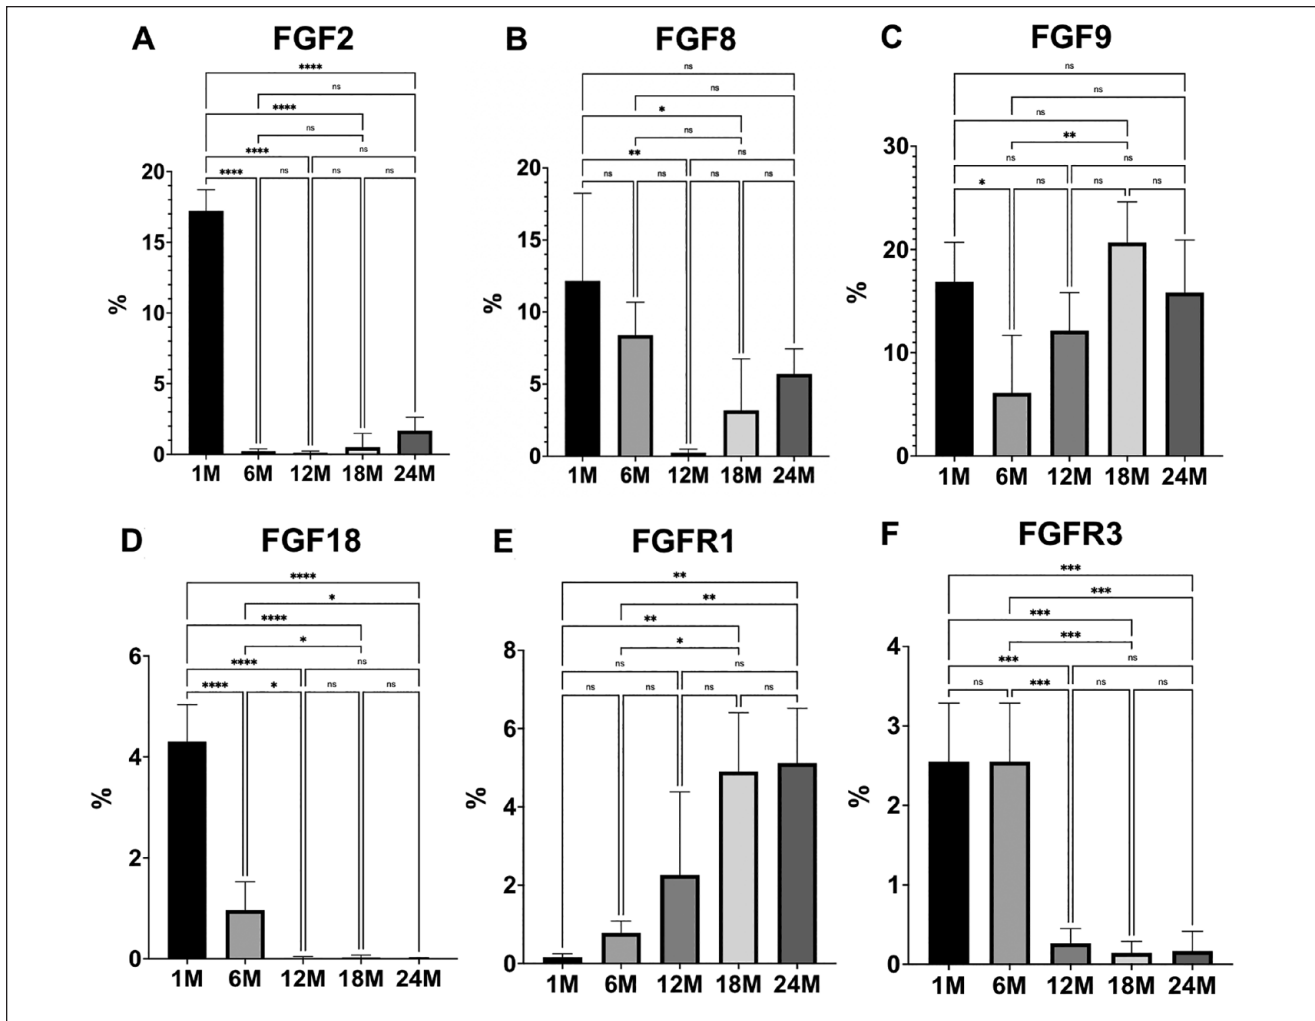 A FGF2
****
ns
****
ns
**** ns
**** ns ns ns
20
15
10
5
0
%
1M 6M 12M 18M 24M
B FGF8
ns
ns
*
ns
** ns
ns ns ns ns
20
15
10
5
0
%
1M 6M 12M 18M 24M
C FGF9
ns
ns
ns
**
ns ns
* ns ns ns
30
20
10
0
%
1M 6M 12M 18M 24M
D FGF18
****
*
****
*
**** ns
**** * ns ns
6
4
2
0
%
1M 6M 12M 18M 24M
E FGFR1
**
**
**
*
ns ns
ns ns ns ns
8
6
4
2
0
%
1M 6M 12M 18M 24M
F FGFR3
***
***
***
***
*** ns
ns *** ns ns
4
3
2
1
0
%
1M 6M 12M 18M 24M